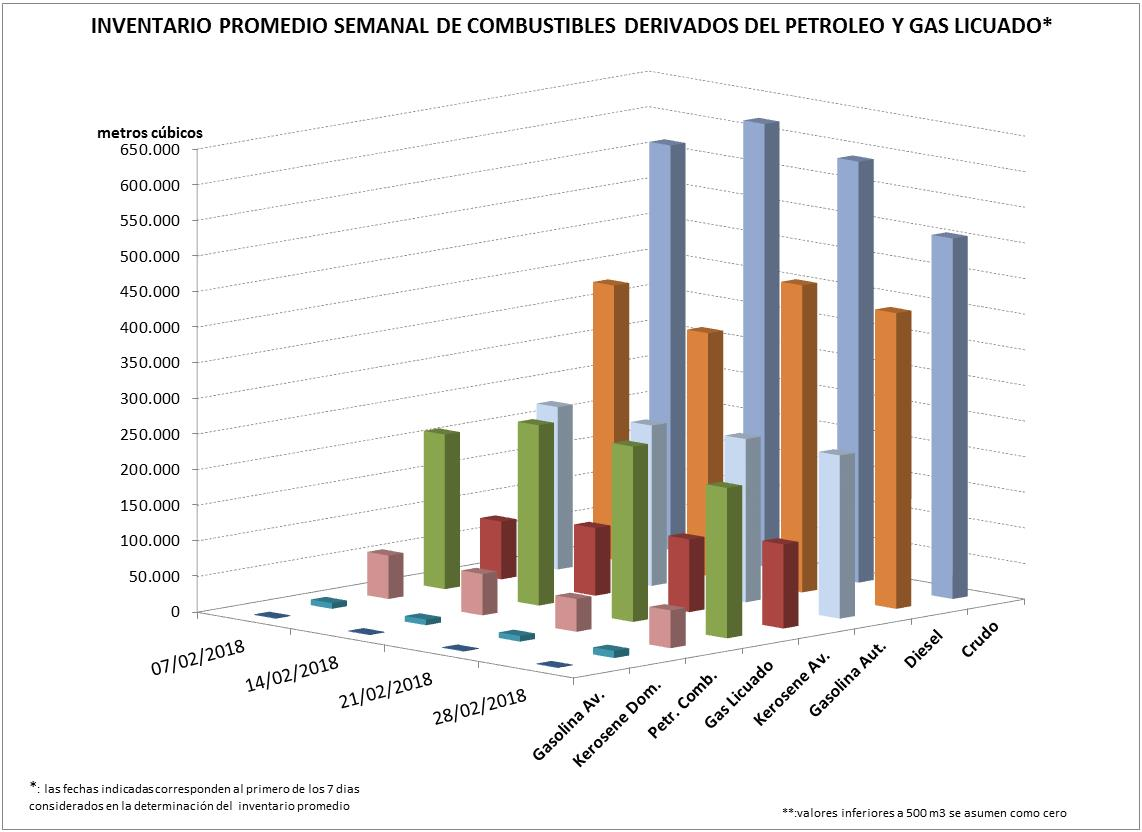 INVENTARIO PROMEDIO SEMANAL DE COMBUSTIBLES DERIVADOS DEL PETROLEO Y GAS LICUADO*
metros cúbicos
650.000
600.000
550.000
500.000
450.000
400.000
350.000
300.000
250.000
200.000
150.000
100.000
50.000
0
07/02/2018
14/02/2018
21/02/2018
28/02/2018
Gasolina Av.
Kerosene Dom.
Petr. Comb.
Gas Licuado
Kerosene Av.
Gasolina Aut.
Diesel
Crudo
*: las fechas indicadas corresponden al primero de los 7 dias
considerados en la determinación del inventario promedio
**:valores inferiores a 500 m3 se asumen como cero